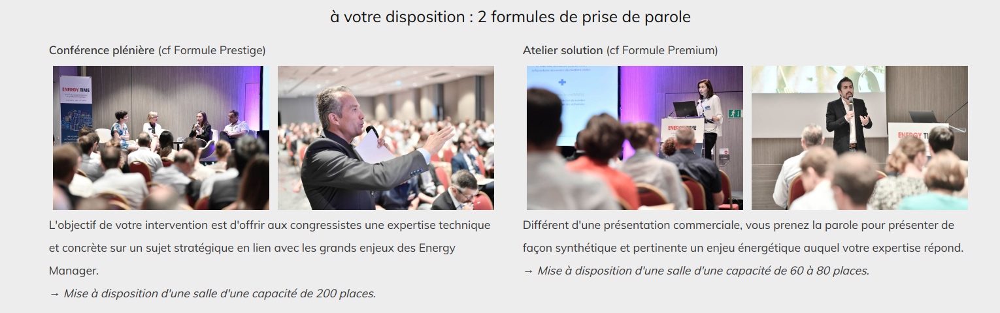 à votre disposition : 2 formules de prise de parole
Conférence plénière (cf Formule Prestige)
ENERGY TIME
L'objectif de votre intervention est d'offrir aux congressistes une expertise technique
et concrète sur un sujet stratégique en lien avec les grands enjeux des Energy
Manager.
→ Mise à disposition d'une salle d'une capacité de 200 places.
Atelier solution (cf Formule Premium)
ENERGY TIME
ENERGY
Différent d'une présentation commerciale, vous prenez la parole pour présenter de
façon synthétique et pertinente un enjeu énergétique auquel votre expertise répond.
→ Mise à disposition d'une salle d'une capacité de 60 à 80 places.